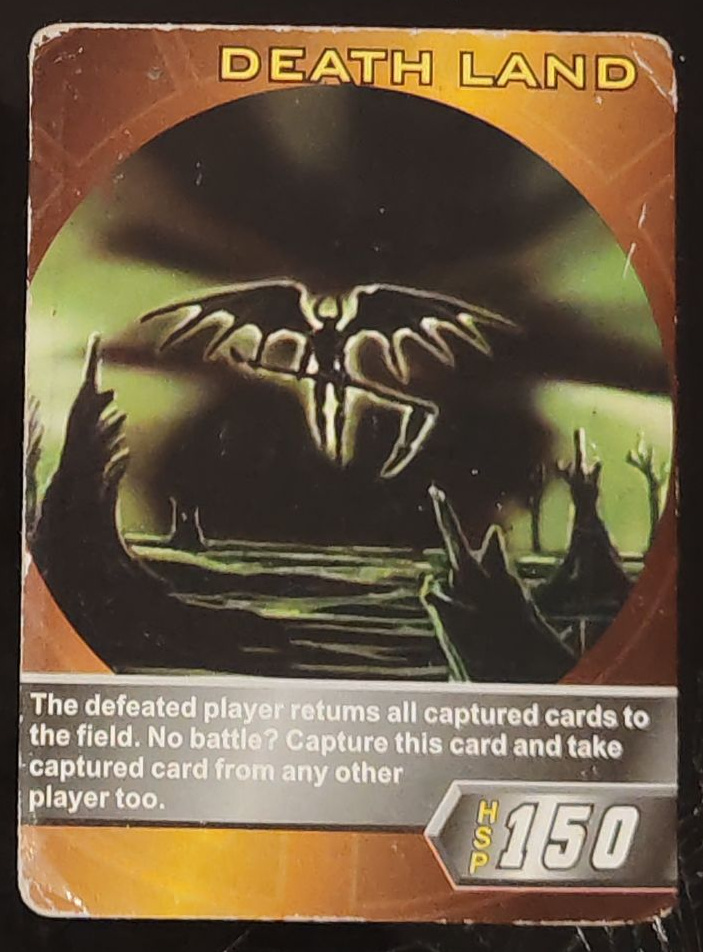 DEATH LAND
The defeated player returns all captured cards to
the field. No battle? Capture this card and take
captured card from any other
player too.
HSP 150